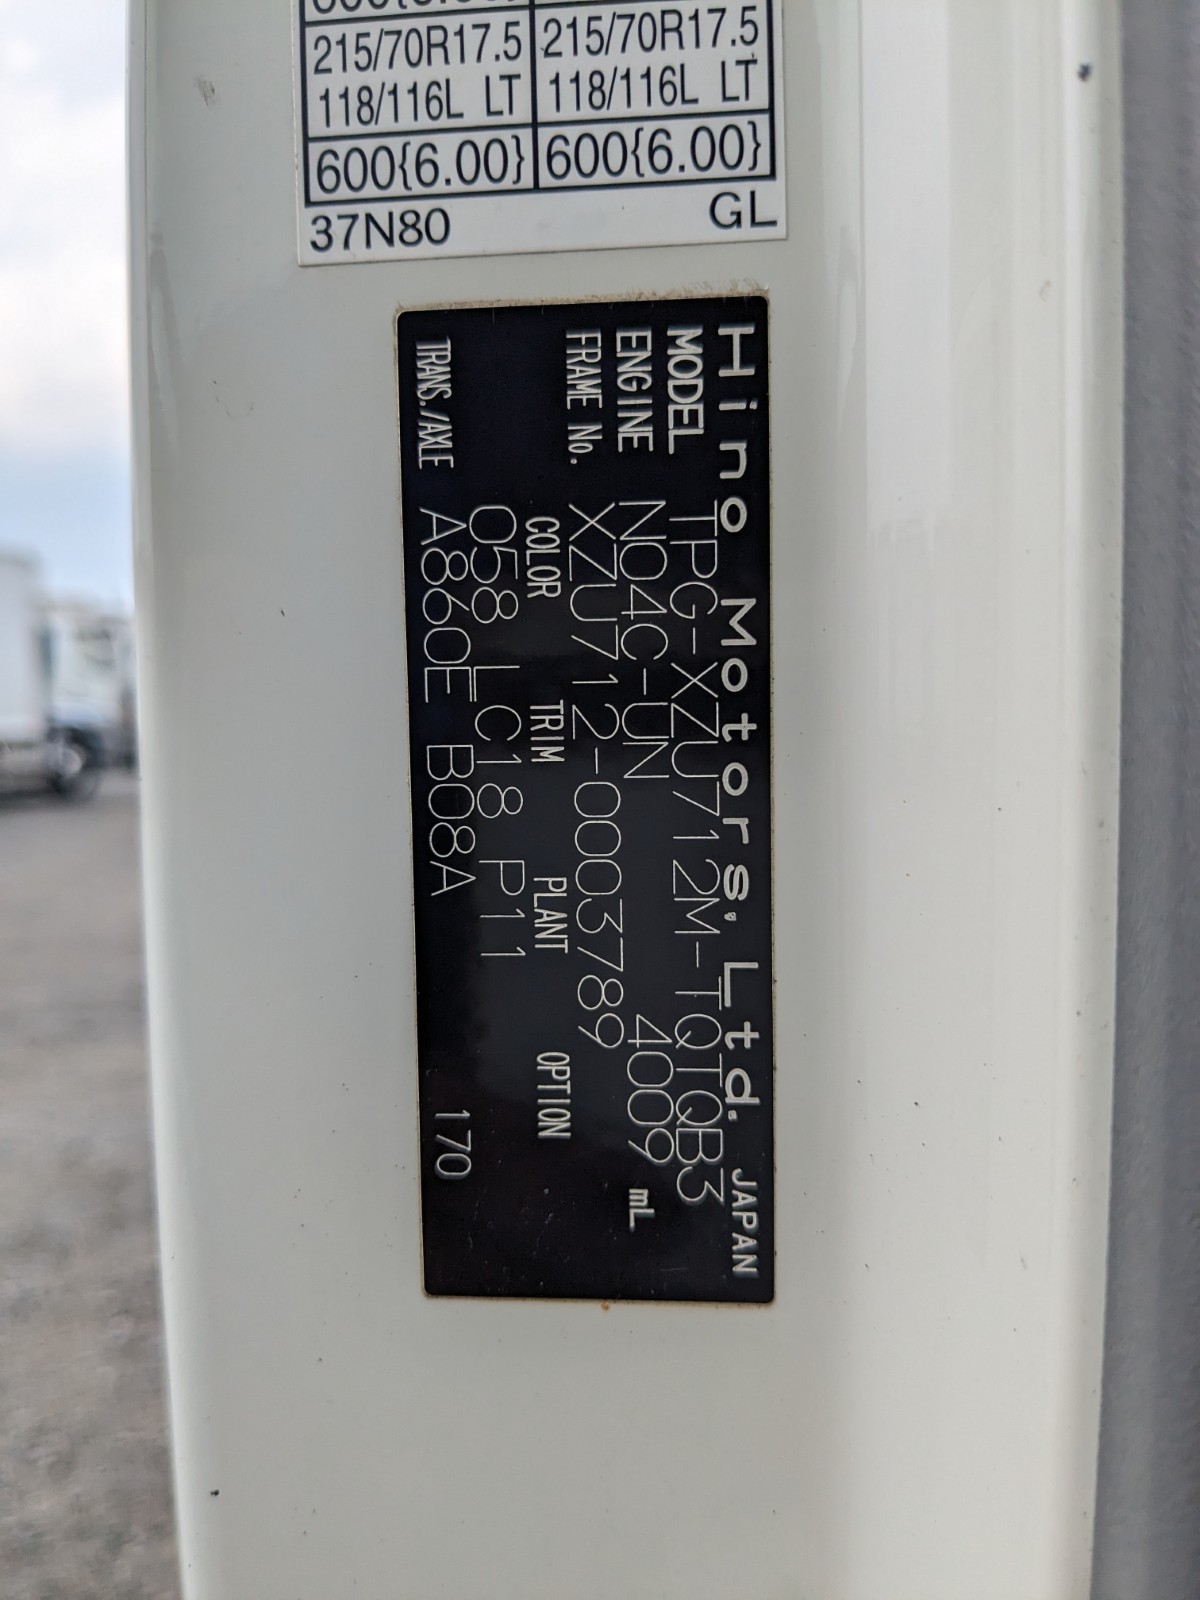 215/70R17.5 215/70R17.5
118/116L LT 118/116L LT
600{6.00} 600{6.00}
37N80 GL
Hino Motors, Ltd. JAPAN
MODEL TPG-XZU712M-TQTQB3
ENGINE N04C-UN 4009 mL
FRAME No. XZU712-0003789
COLOR TRIM PLANT OPTION
058 LC18 P11
TRANS./AXLE A860E B08A 170